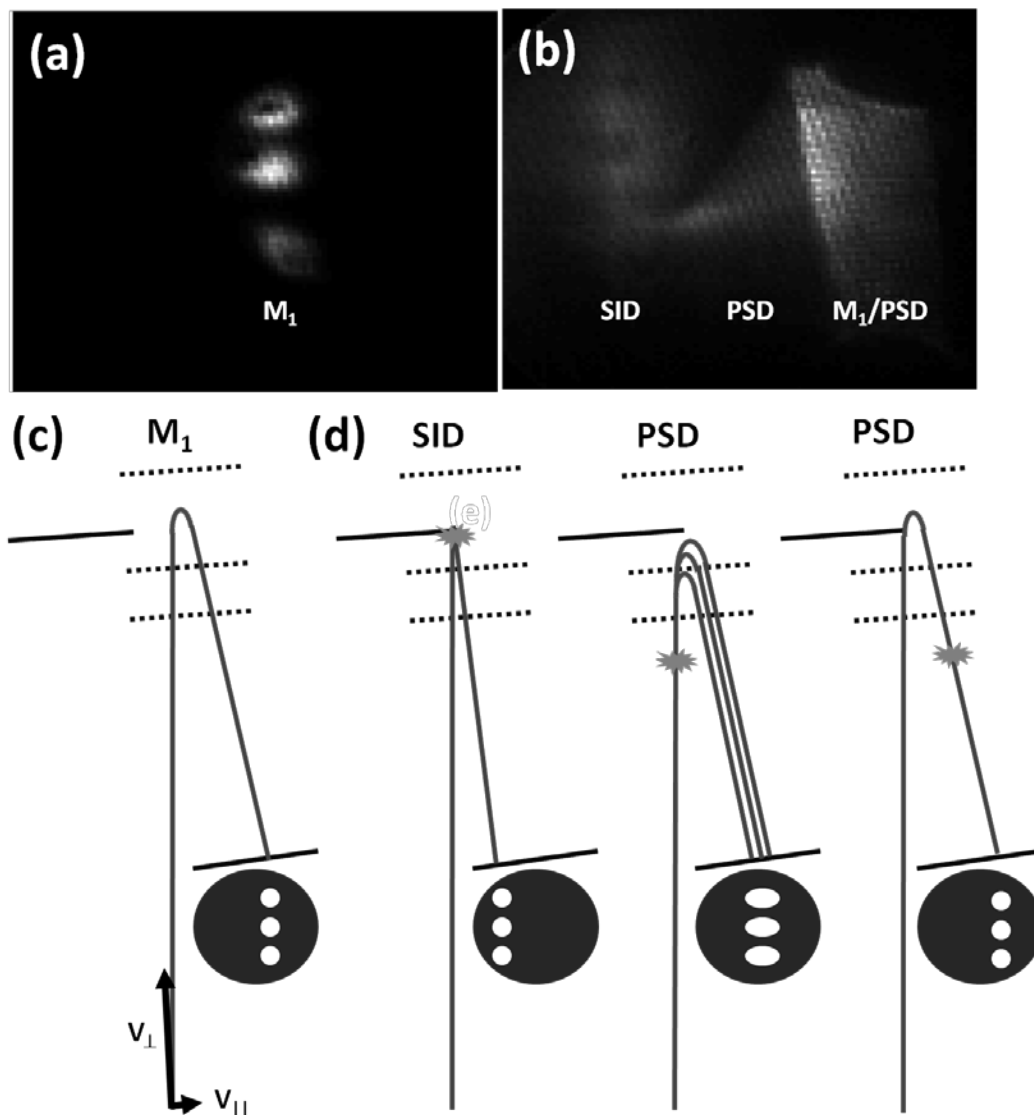 (a)
M₁
(b)
SID PSD M₁/PSD
(c) M₁ (d) SID PSD PSD
(e)
V⊥
V||